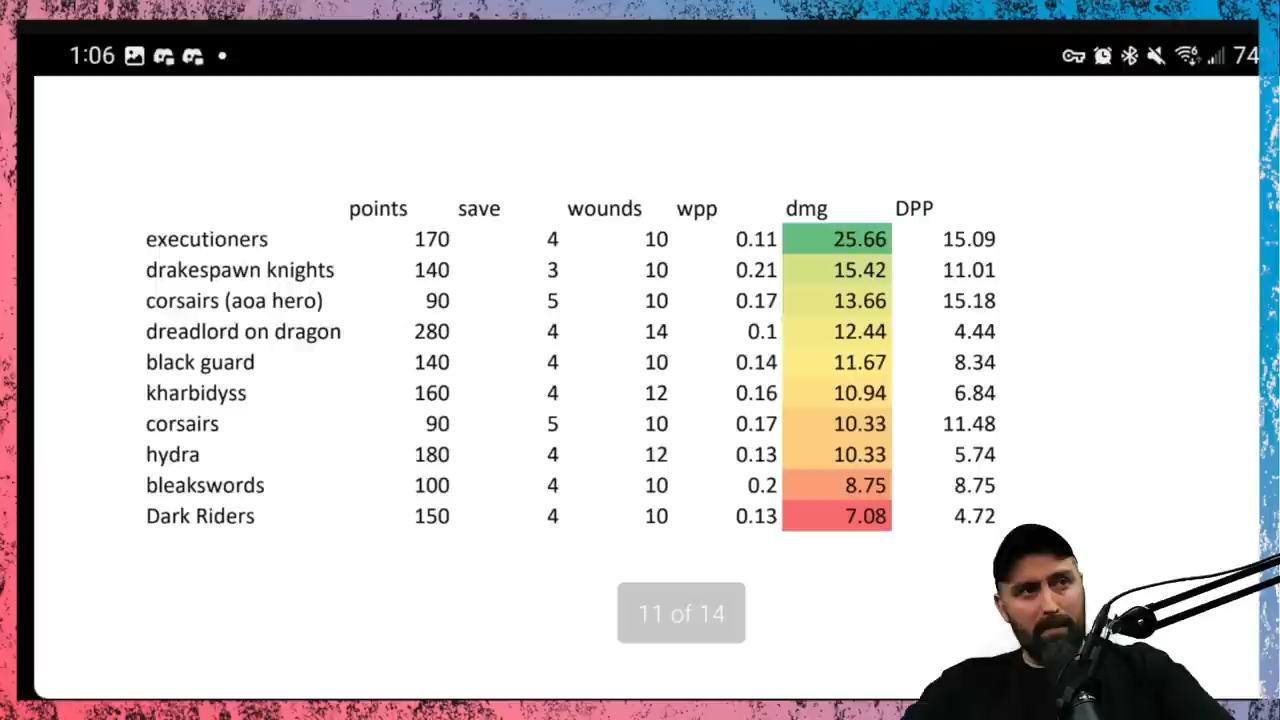 1:06 74
points save wounds wpp dmg DPP
executioners 170 4 10 0.11 25.66 15.09
drakespawn knights 140 3 10 0.21 15.42 11.01
corsairs (aoa hero) 90 5 10 0.17 13.66 15.18
dreadlord on dragon 280 4 14 0.1 12.44 4.44
black guard 140 4 10 0.14 11.67 8.34
kharbidyss 160 4 12 0.16 10.94 6.84
corsairs 90 5 10 0.17 10.33 11.48
hydra 180 4 12 0.13 10.33 5.74
bleakswords 100 4 10 0.2 8.75 8.75
Dark Riders 150 4 10 0.13 7.08 4.72
11 of 14